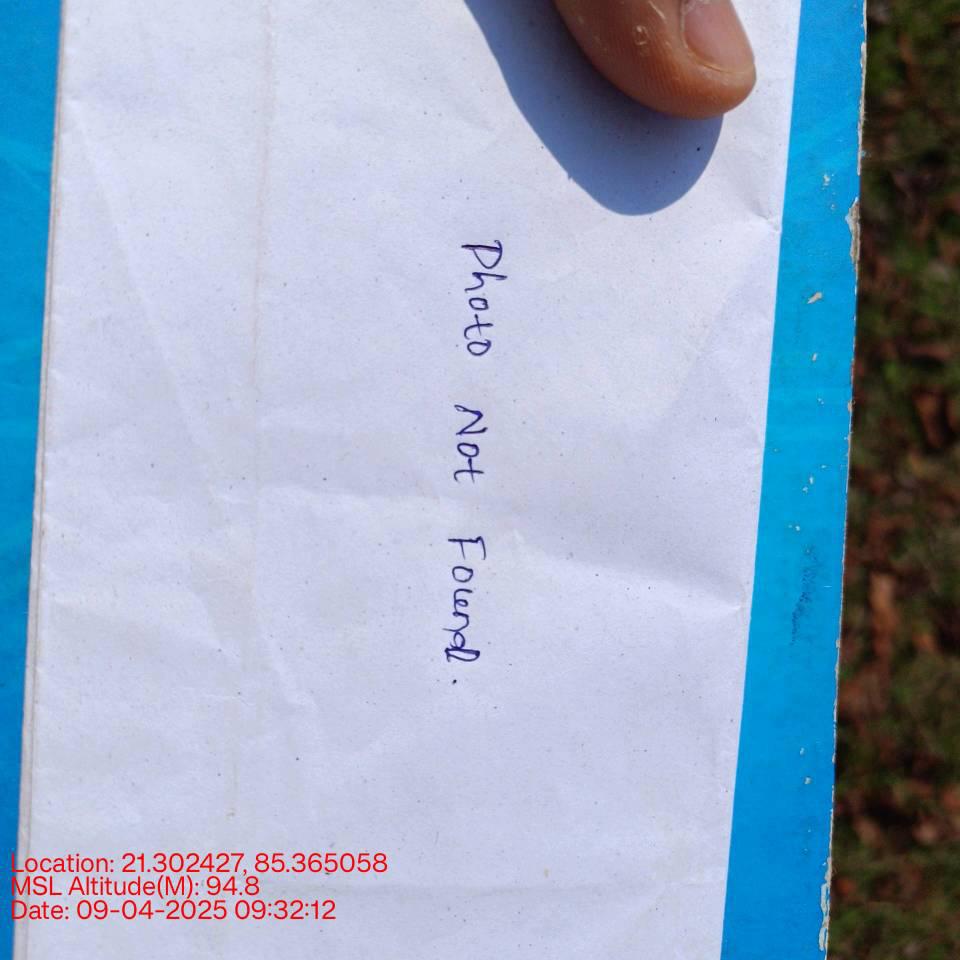 Photo Not Found.
Location: 21.302427, 85.365058
MSL Altitude(M): 94.8
Date: 09-04-2025 09:32:12